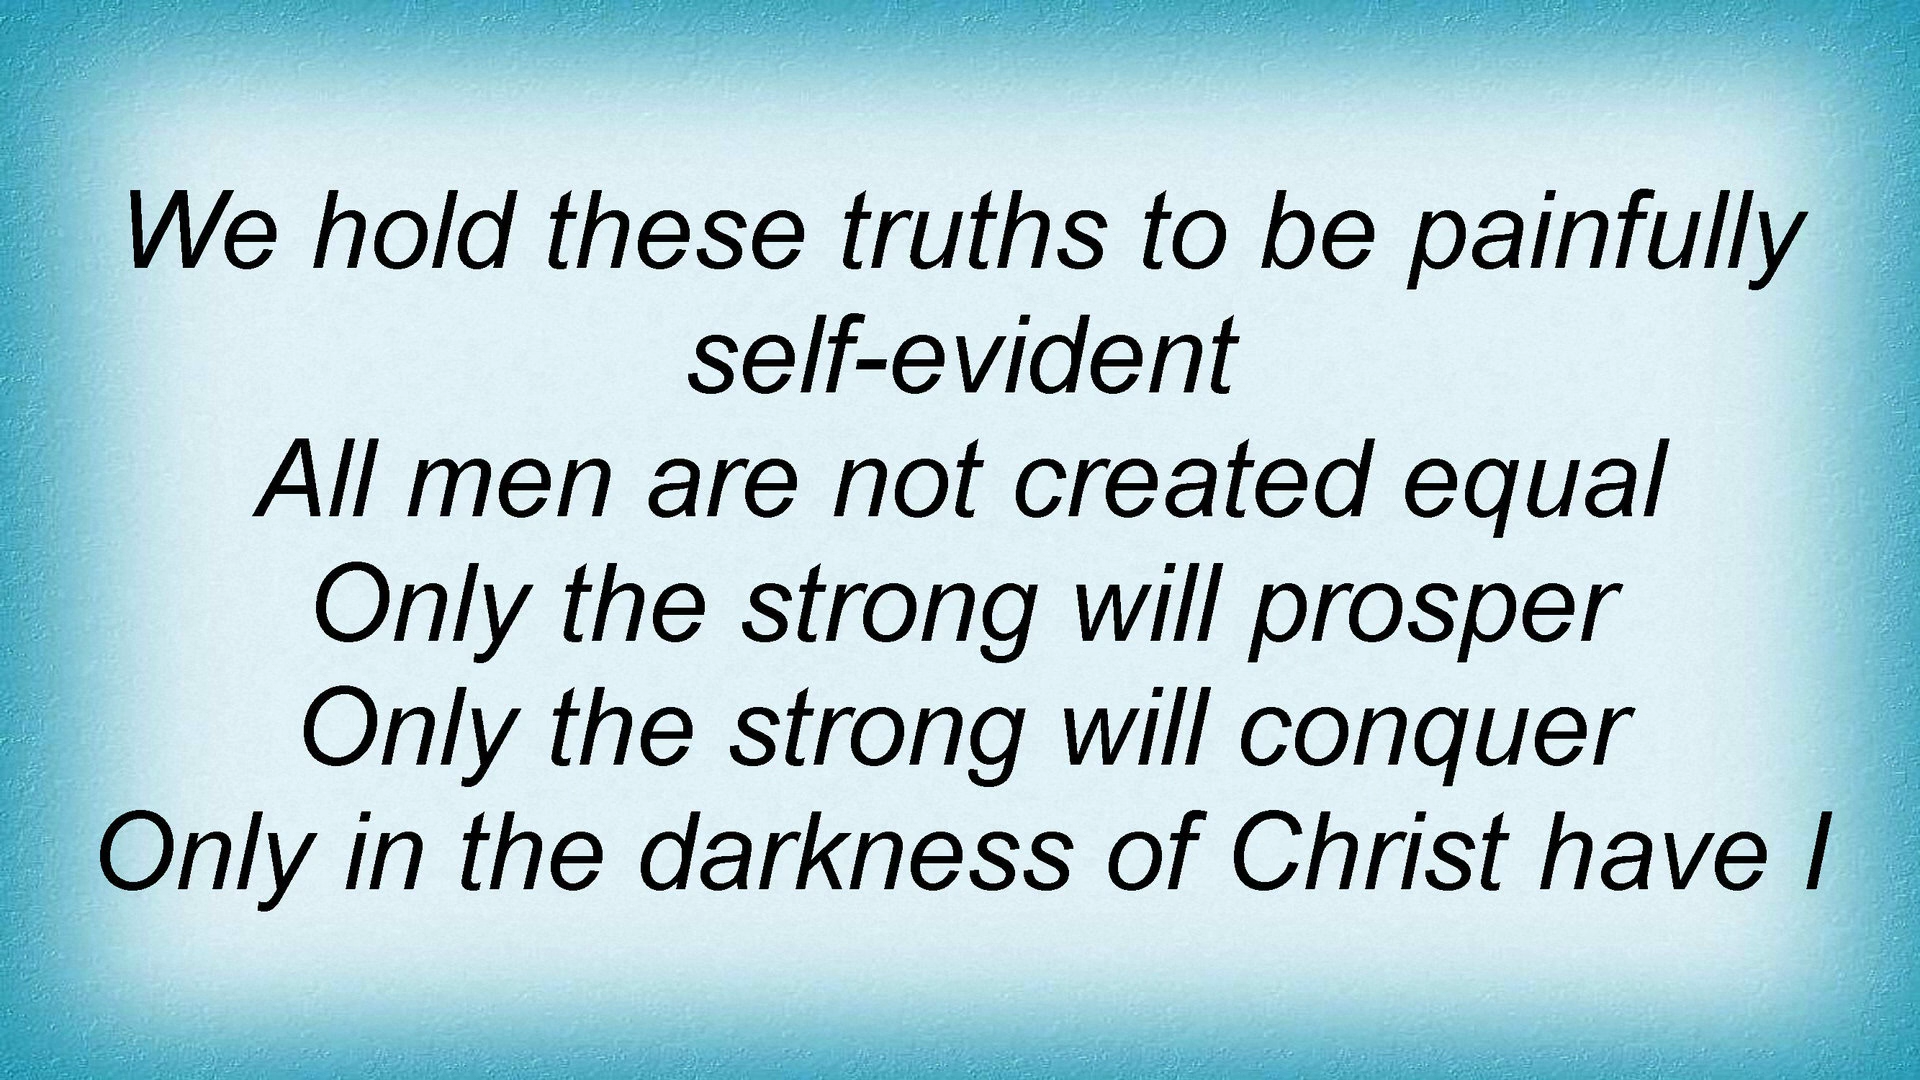 We hold these truths to be painfully
self-evident
All men are not created equal
Only the strong will prosper
Only the strong will conquer
Only in the darkness of Christ have I